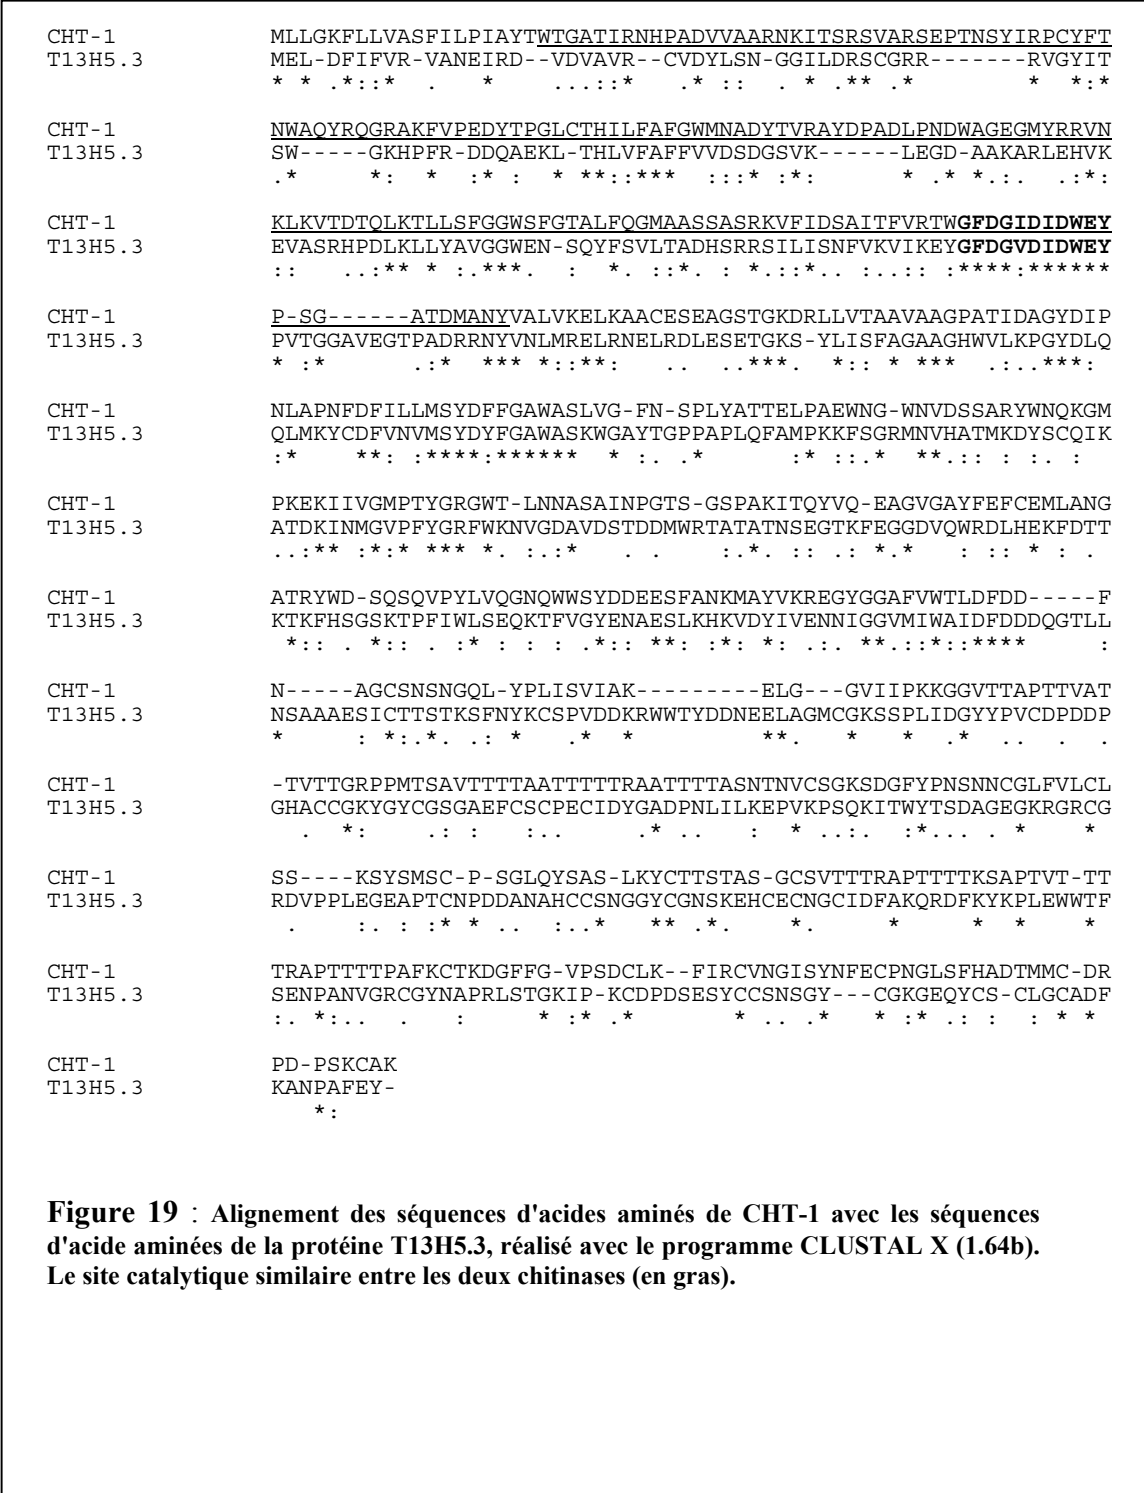 CHT-1 MLLGKFLLVASFILPIAYTWTGATIRNHPADVVAARNKITSRSVARSEPTNSYIRPCYFT
T13H5.3 MEL-DFIFVR-VANEIRD--VDVAVR--CVDYLSN-GGILDRSCGRR-------RVGYIT
* * .*::* . * ...::* .* :: . * .** .* * *:*
CHT-1 NWAQYRQGRAKFVPEDYTPGLCTHILFAFGWMNADYTVRAYDPADLPNDWAGEGMYRRVN
T13H5.3 SW-----GKHPFR-DDQAEKL-THLVFAFFVVDSDGSVK------LEGD-AAKARLEHVK
.* *: * :* : * **::*** :::* :*: * .* *.:. .:*:
CHT-1 KLKVTDTQLKTLLSFGGWSFGTALFQGMAASSASRKVFIDSAITFVRTWGFDGIDIDWEY
T13H5.3 EVASRHPDLKLLYAVGGWEN-SQYFSVLTADHSRRSILISNFVKVIKEYGFDGVDIDWEY
:: ..:** * :.***. : *. ::*. : *.::*.. :..:: :****:******
CHT-1 P-SG------ATDMANYVALVKELKAACESEAGSTGKDRLLVTAAVAAGPATIDAGYDIP
T13H5.3 PVTGGAVEGTPADRRNYVNLMRELRNELRDLESETGKS-YLISFAGAAGHWVLKPGYDLQ
* :* .:* *** *::**: .. ..***. *:: * *** .:..***:
CHT-1 NLAPNFDFILLMSYDFFGAWASLVG-FN-SPLYATTELPAEWNG-WNVDSSARYWNQKGM
T13H5.3 QLMKYCDFVNVMSYDYFGAWASKWGAYTGPPAPLQFAMPKKFSGRMNVHATMKDYSCQIK
:* **: :****:****** * :. .* :* ::.* **.:: : :. :
CHT-1 PKEKIIVGMPTYGRGWT-LNNASAINPGTS-GSPAKITQYVQ-EAGVGAYFEFCEMLANG
T13H5.3 ATDKINMGVPFYGRFWKNVGDAVDSTDDMWRTATATNSEGTKFEGGDVQWRDLHEKFDTT
..:** :*:* *** *. :.:* . . :.*. :: .: *.* : :: * : .
CHT-1 ATRYWD-SQSQVPYLVQGNQWWSYDDEESFANKMAYVKREGYGGAFVWTLDFDD-----F
T13H5.3 KTKFHSGSKTPFIWLSEQKTFVGYENAESLKHKVDYIVENNIGGVMIWAIDFDDDQGTLL
*:: . *: . :* : : : .*:: **: :*: *: .:. **.::*::**** :
CHT-1 N-----AGCSNSNGQL-YPLISVIAK---------ELG---GVIIPKKGGVTTAPTTVAT
T13H5.3 NSAAAESICTTSTKSFNYKCSPVDDKRWWTYDDNEELAGMCGKSSPLIDGYYPVCDPDDP
* : *:.*. .: * .* * **. * * .* .. . .
CHT-1 -TVTTGRPPMTSAVTTTTAATTTTTRAATTTTASNTNVCSGKSDGFYPNSNNCGLFVLCL
T13H5.3 GHACCGKYGYCGSGAEFCSCPECIDYGADPNLILKEPVKPSQKITWYTSDAGEGKRGRCG
. *: .: : :.. .* .. : * ..:. :*... . * *
CHT-1 SS----KSYSMSC-P-SGLQYSAS-LKYCTTSTAS-GCSVTTTRAPTTTTKSAPTVT-TT
T13H5.3 RDVPPLEGEAPTCNPDDANAHCCSNGGYCGNSKEHCECNGCIDFAKQRDFKYKPLEWWTF
. :. : :* * .. :..* ** .*. *. * * * *
CHT-1 TRAPTTTTPAFKCTKDGFFG-VPSDCLK--FIRCVNGISYNFECPNGLSFHADTMMC-DR
T13H5.3 SENPANVGRCGYNAPRLSTGKIP-KCDPDSESYCCSNSGY---CGKGEQYCS-CLGCADF
:. *:.. . : * :* .* * .. .* * :* .: : : * *
CHT-1 PD-PSKCAK
T13H5.3 KANPAFEY-
*:
Figure 19 : Alignement des séquences d'acides aminés de CHT-1 avec les séquences
d'acide aminées de la protéine T13H5.3, réalisé avec le programme CLUSTAL X (1.64b).
Le site catalytique similaire entre les deux chitinases (en gras).